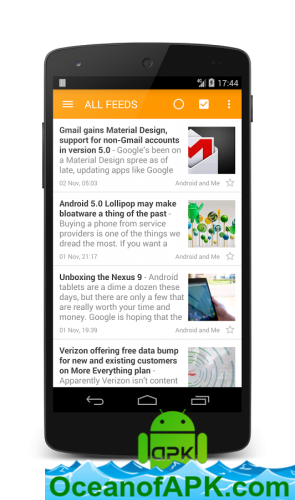 17:44
ALL FEEDS
Gmail gains Material Design,
support for non-Gmail accounts
in version 5.0 - Google's been on
a Material Design spree as of
late, updating apps like Google
02 Nov, 05:03 Android and Me
Android 5.0 Lollipop may make
bloatware a thing of the past -
Buying a phone from service
providers is one of the things we
dread the most. If you want a
01 Nov, 21:17 Android and Me
Unboxing the Nexus 9 - Android
tablets are a dime a dozen these
days, but there are only a few that
are really worth your time and
money. Google is hoping that the
01 Nov, 19:39 Android and Me
Verizon offering free data bump
for new and existing customers
on More Everything plan -
Apparently Verizon isn't content
APK
OceanofAPK.com